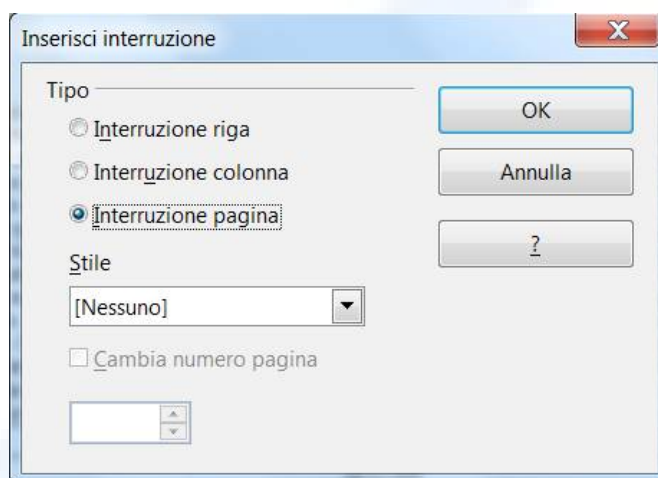 Inserisci interruzione
X
Tipo
Interruzione riga
Interruzione colonna
Interruzione pagina
Stile
[Nessuno]
Cambia numero pagina
OK
Annulla
?